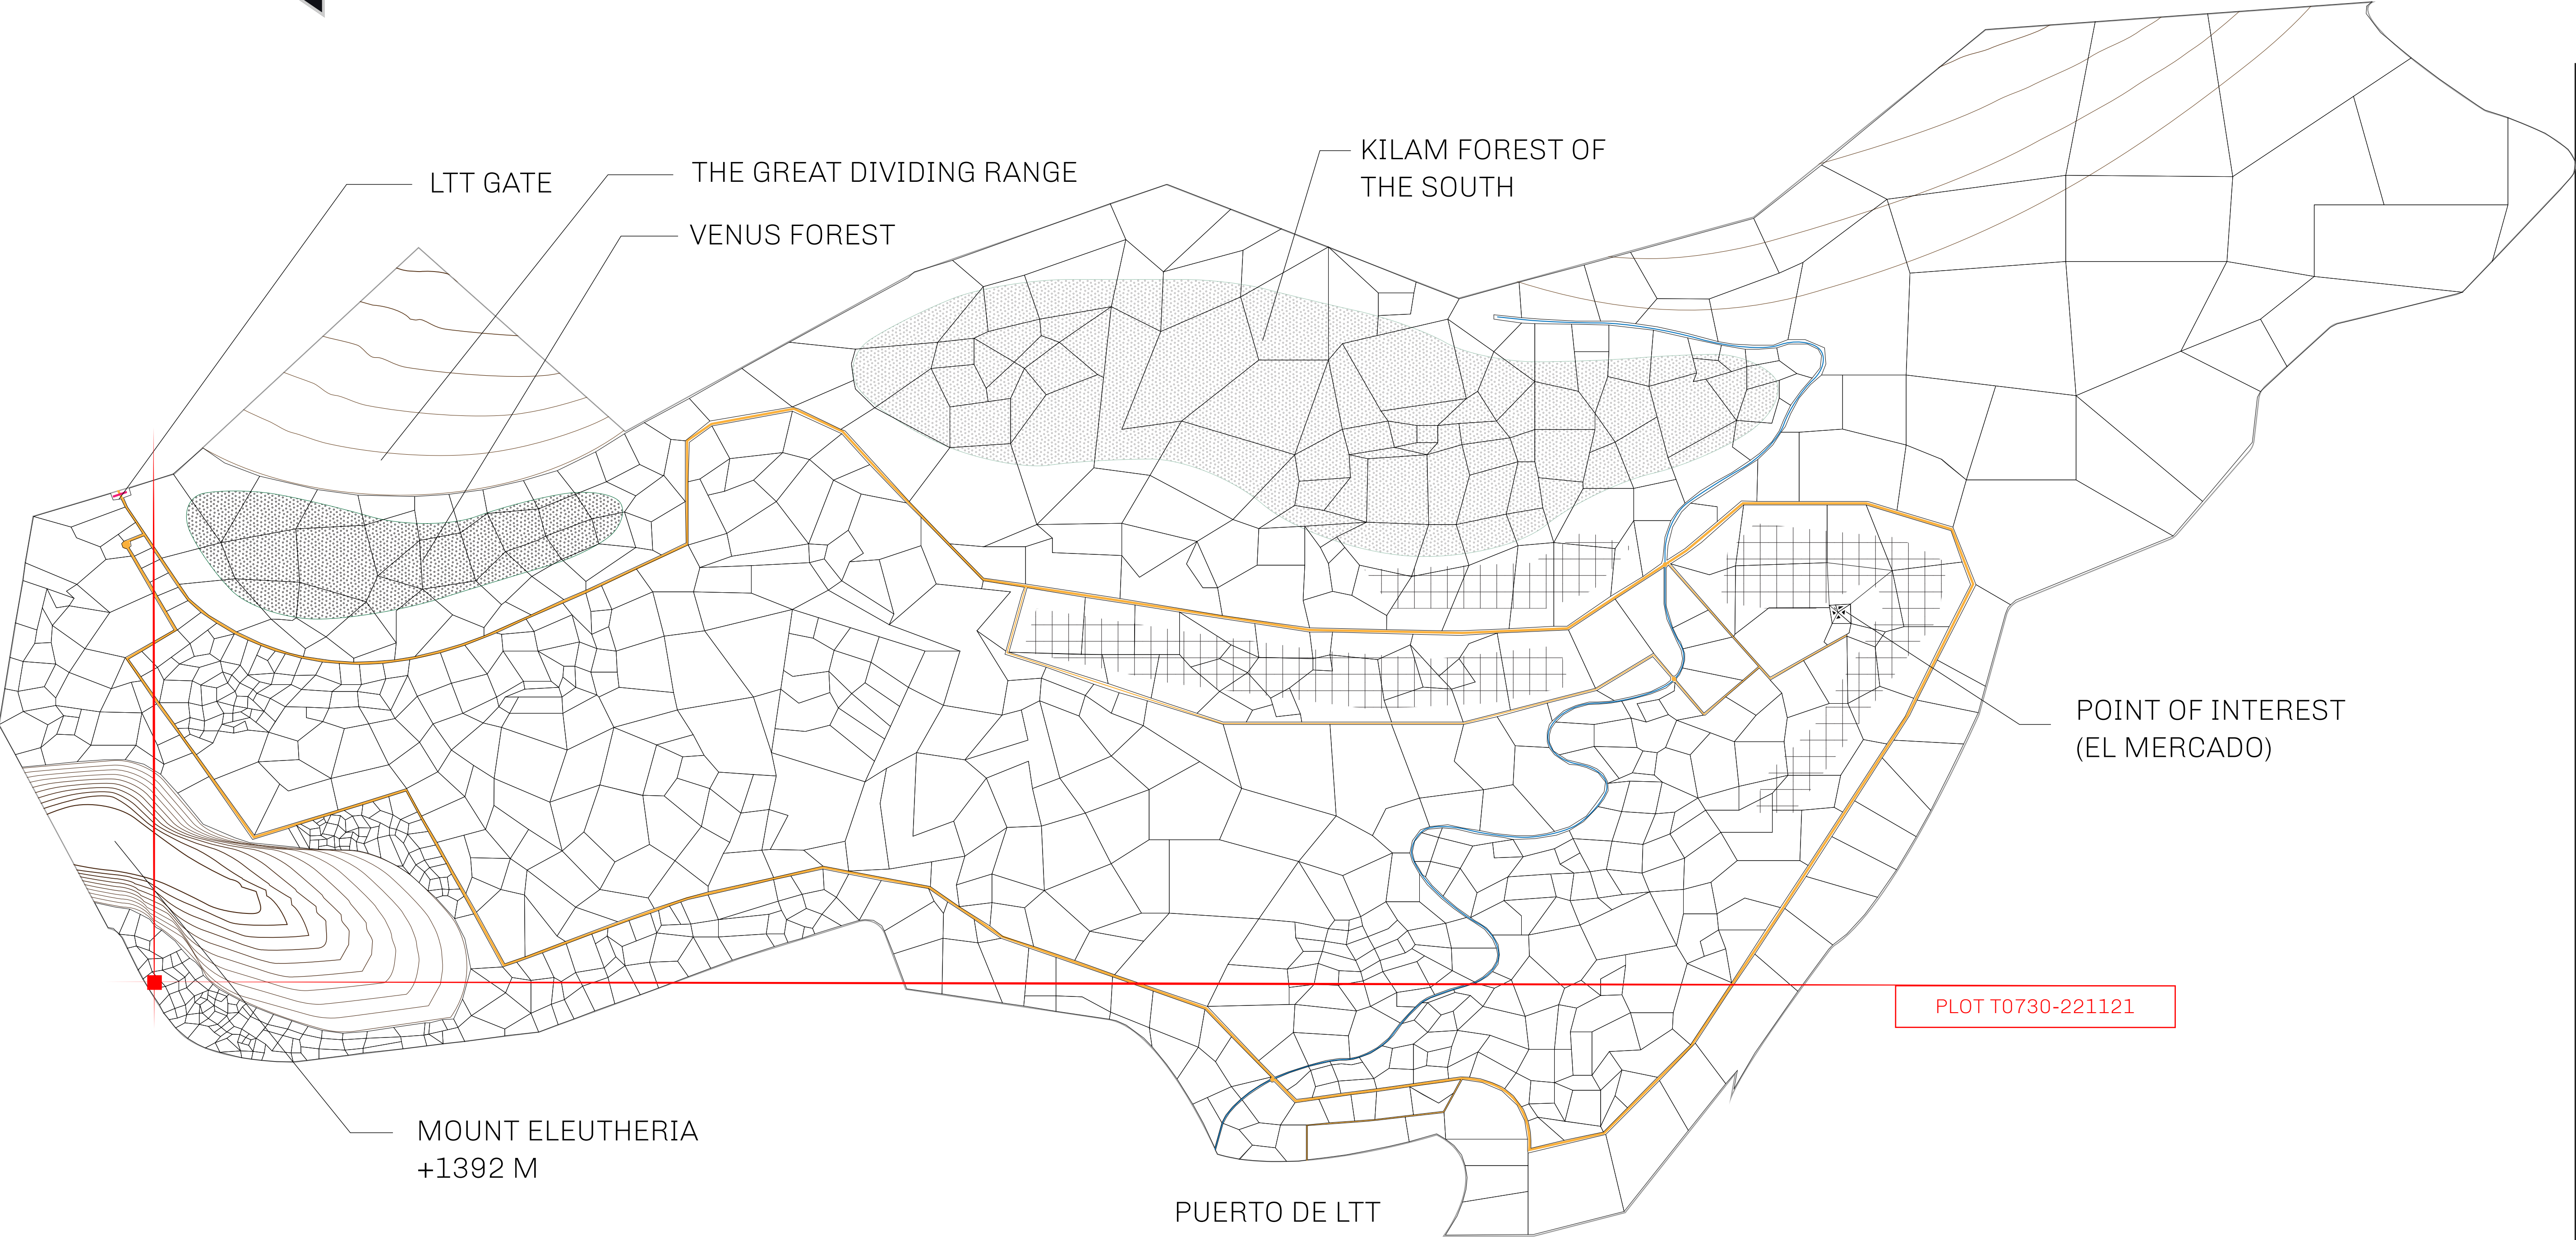 KILAM FOREST OF
THE SOUTH
THE GREAT DIVIDING RANGE
LTT GATE
VENUS FOREST
POINT OF INTEREST
(EL MERCADO)
PLOT T0730-221121
MOUNT ELEUTHERIA
+1392 M
PUERTO DE LTT